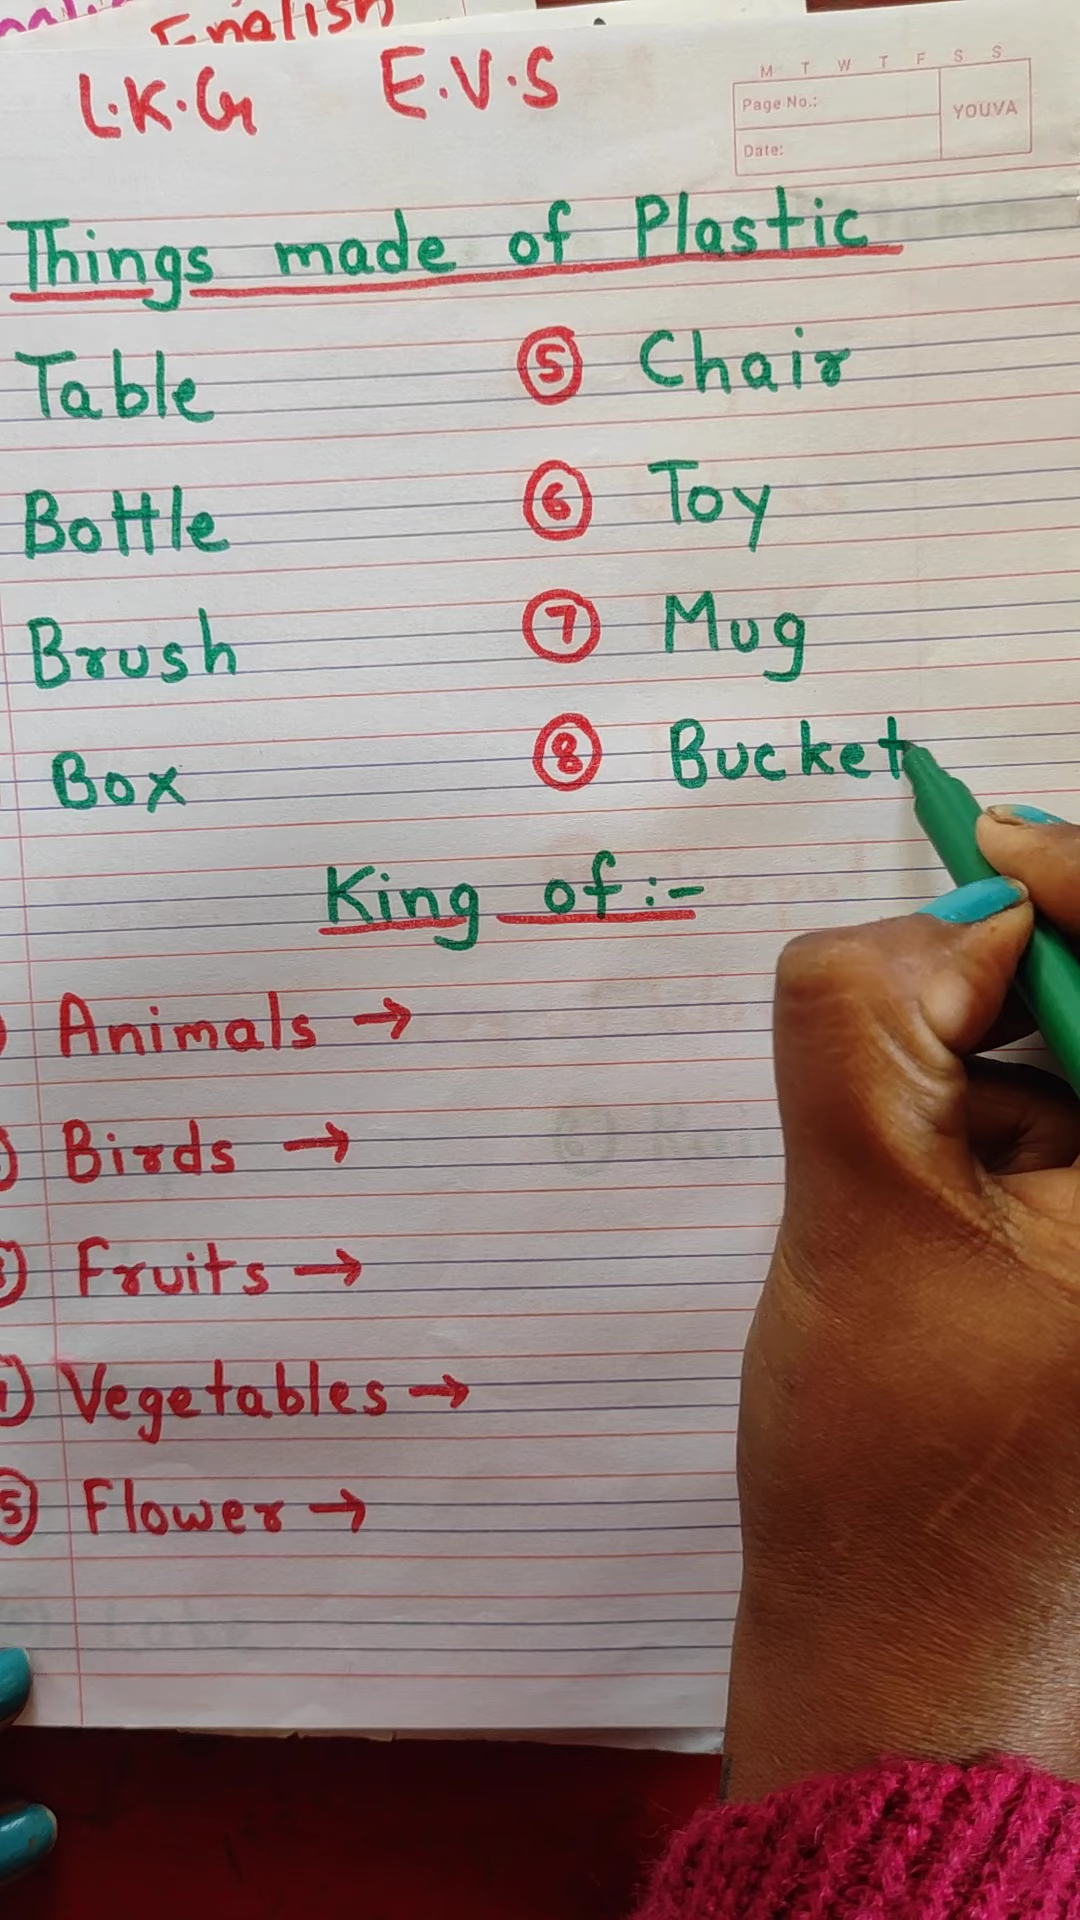 English
L.K.G E.V.S
M T W T F S S
Page No.: YOUVA
Date:
Things made of Plastic
Table ⑤ Chair
Bottle ⑥ Toy
Brush ⑦ Mug
Box ⑧ Bucket
King of :-
Animals →
Birds →
Fruits →
Vegetables →
⑤ Flower →